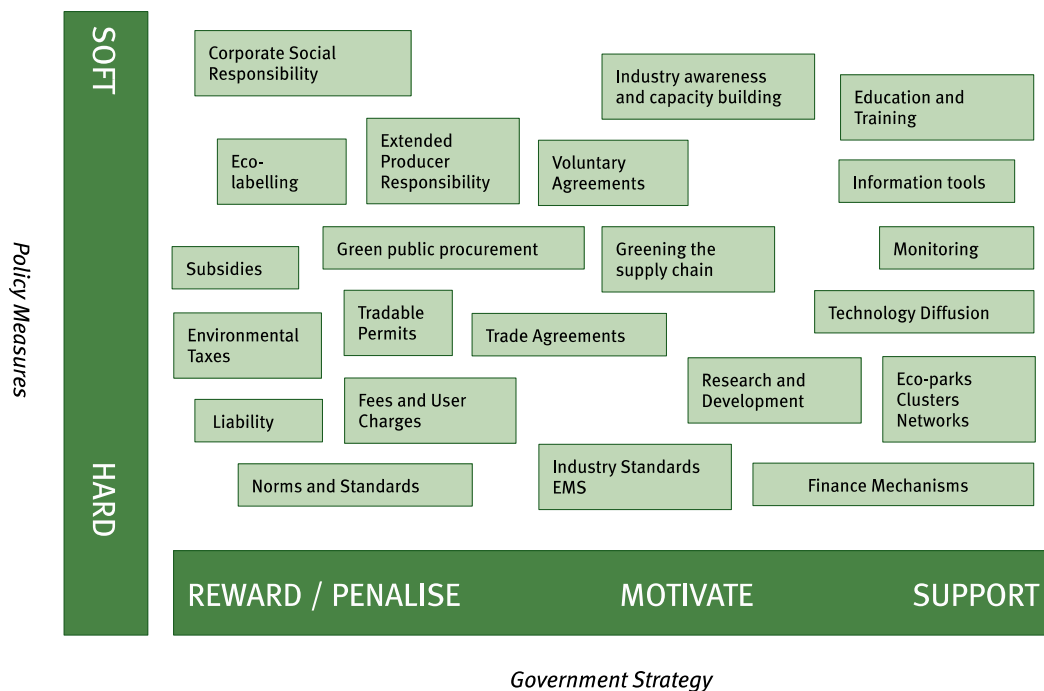 SOFT
Corporate Social
Responsibility
Industry awareness
and capacity building
Education and
Training
Eco-
labelling
Extended
Producer
Responsibility
Voluntary
Agreements
Information tools
Policy Measures
Subsidies
Green public procurement
Greening the
supply chain
Monitoring
Environmental
Taxes
Tradable
Permits
Trade Agreements
Technology Diffusion
Liability
Fees and User
Charges
Research and
Development
Eco-parks
Clusters
Networks
HARD
Norms and Standards
Industry Standards
EMS
Finance Mechanisms
REWARD / PENALISE
MOTIVATE
SUPPORT
Government Strategy